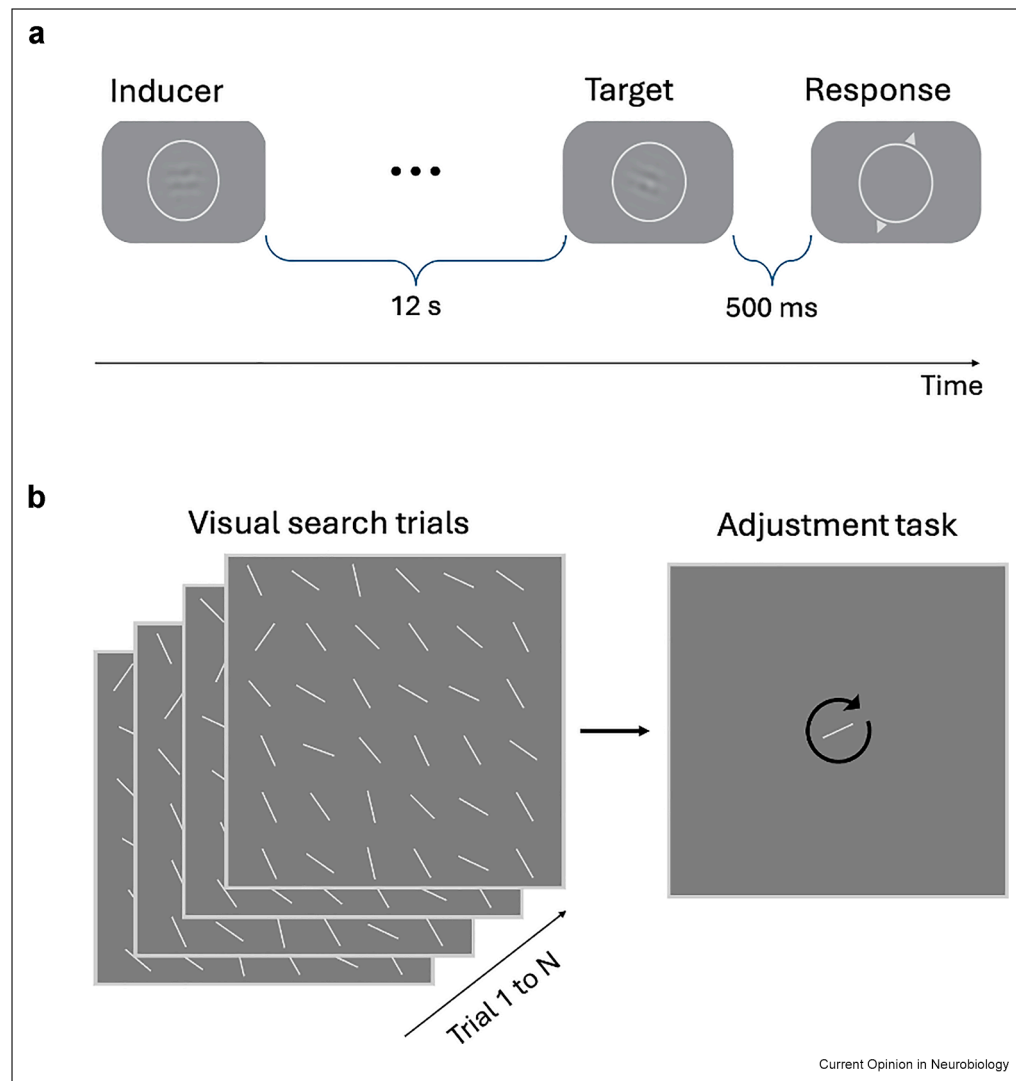 a
Inducer
Target
Response
12 s
500 ms
Time
b
Visual search trials
Adjustment task
Trial 1 to N
Current Opinion in Neurobiology